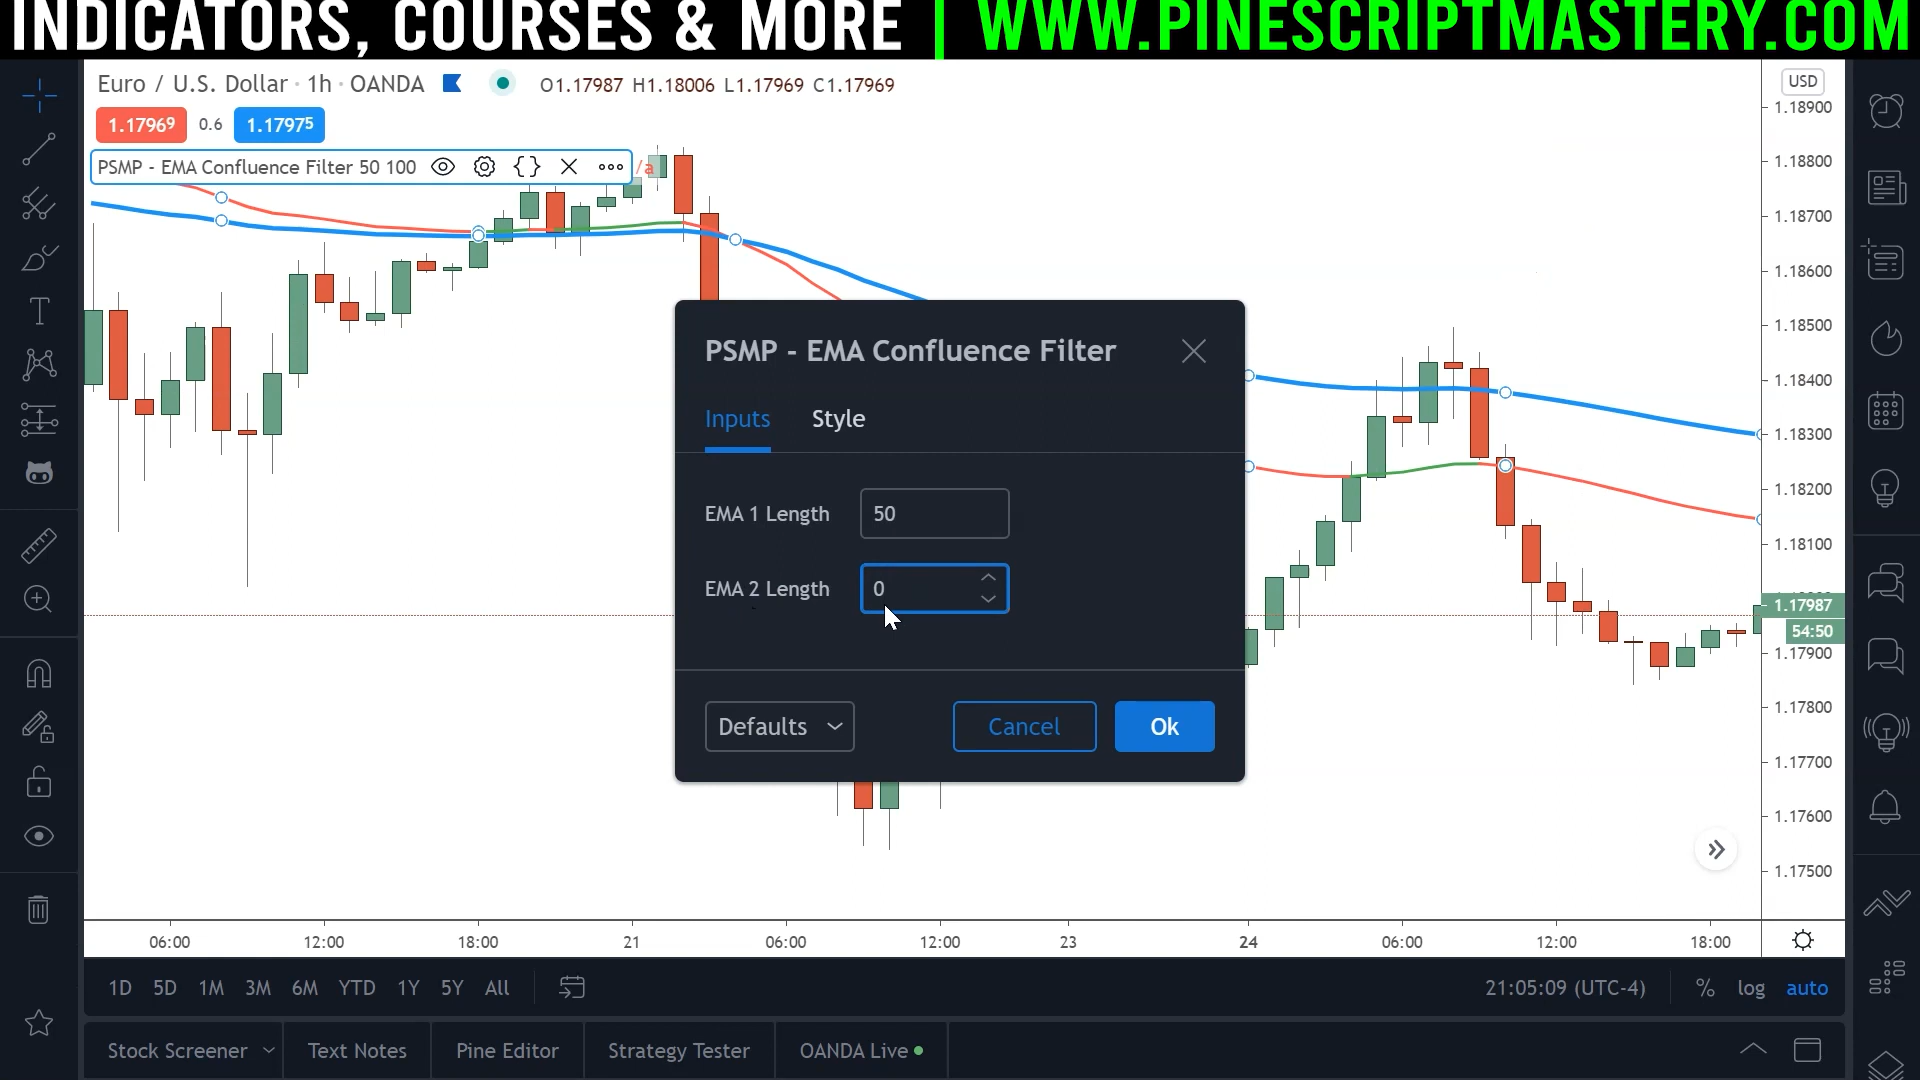 INDICATORS, COURSES & MORE | WWW.PINESCRIPTMASTERY.COM
Euro / U.S. Dollar · 1h · OANDA O1.17987 H1.18006 L1.17969 C1.17969
USD
1.17969 0.6 1.17975
PSMP - EMA Confluence Filter 50 100 /a
1.18900
1.18800
1.18700
1.18600
1.18500
1.18400
1.18300
1.18200
1.18100
1.17987
54:50
1.17900
1.17800
1.17700
1.17600
1.17500
PSMP - EMA Confluence Filter
Inputs Style
EMA 1 Length 50
EMA 2 Length 0
Defaults Cancel Ok
06:00 12:00 18:00 21 06:00 12:00 23 24 06:00 12:00 18:00
1D 5D 1M 3M 6M YTD 1Y 5Y All 21:05:09 (UTC-4) % log auto
Stock Screener Text Notes Pine Editor Strategy Tester OANDA Live